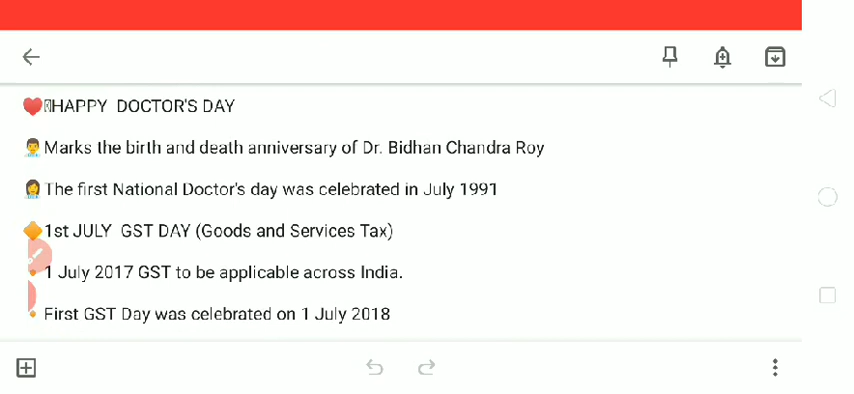 ❤️HAPPY  DOCTOR'S DAY
👨‍⚕️Marks the birth and death anniversary of Dr. Bidhan Chandra Roy
👩‍⚕️The first National Doctor's day was celebrated in July 1991
🔶1st JULY  GST DAY (Goods and Services Tax)
🔸1 July 2017 GST to be applicable across India.
🔸First GST Day was celebrated on 1 July 2018